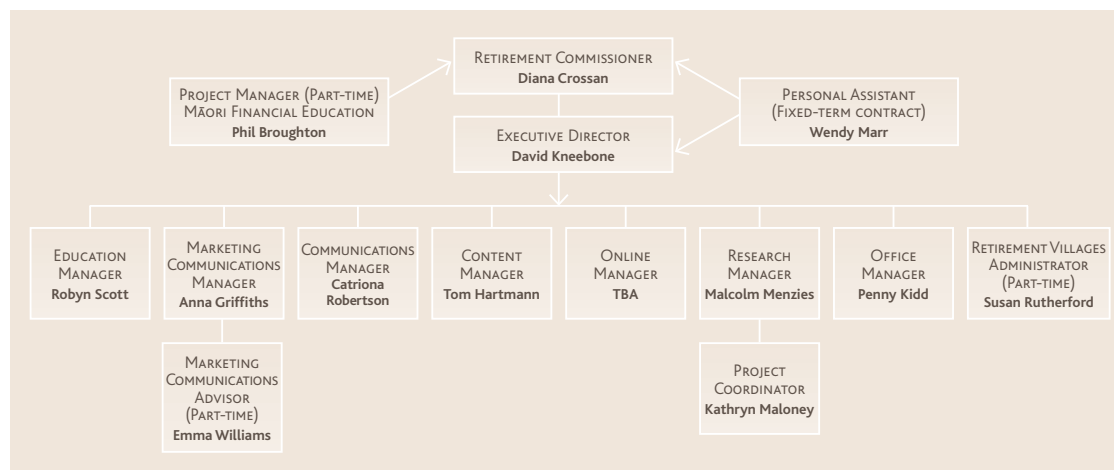 Retirement Commissioner
Diana Crossan
Project Manager (Part-time)
Māori Financial Education
Phil Broughton
Personal Assistant
(Fixed-term contract)
Wendy Marr
Executive Director
David Kneebone
Education
Manager
Robyn Scott
Marketing
Communications
Manager
Anna Griffiths
Communications
Manager
Catriona
Robertson
Content
Manager
Tom Hartmann
Online
Manager
TBA
Research
Manager
Malcolm Menzies
Office
Manager
Penny Kidd
Retirement Villages
Administrator
(Part-time)
Susan Rutherford
Marketing
Communications
Advisor
(Part-time)
Emma Williams
Project
Coordinator
Kathryn Maloney